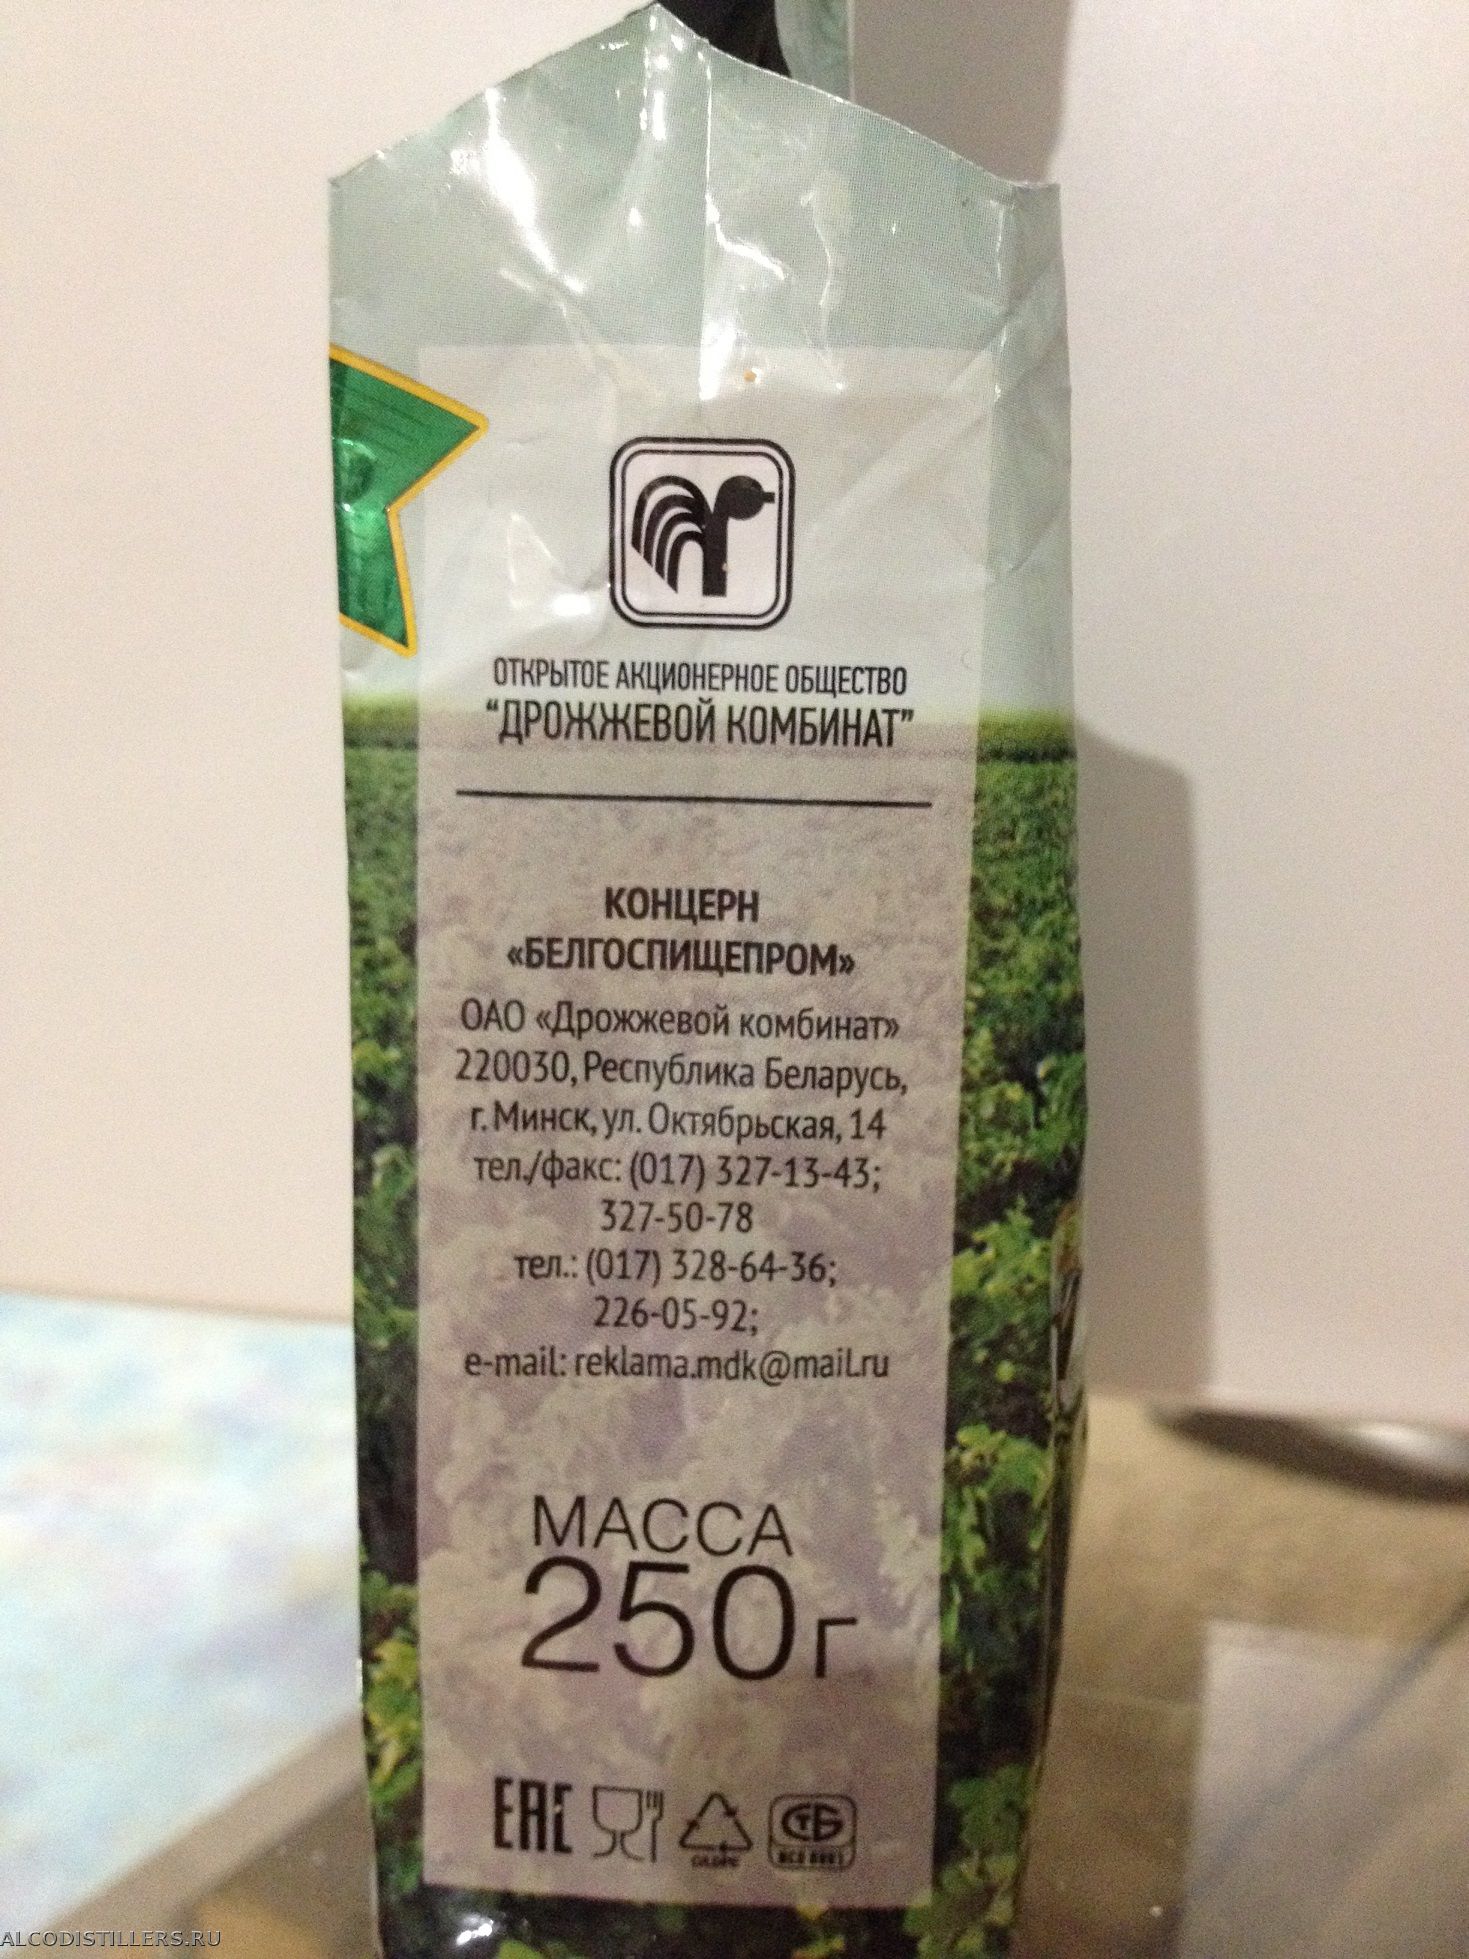 ОТКРЫТОЕ АКЦИОНЕРНОЕ ОБЩЕСТВО
“ДРОЖЖЕВОЙ КОМБИНАТ”
КОНЦЕРН
«БЕЛГОСПИЩЕПРОМ»
ОАО «Дрожжевой комбинат»
220030, Республика Беларусь,
г. Минск, ул. Октябрьская, 14
тел./факс: (017) 327-13-43;
327-50-78
тел.: (017) 328-64-36;
226-05-92;
e-mail: reklama.mdk@mail.ru
МАССА
250г
EAC
СТБ
ALCODISTILLERS.RU